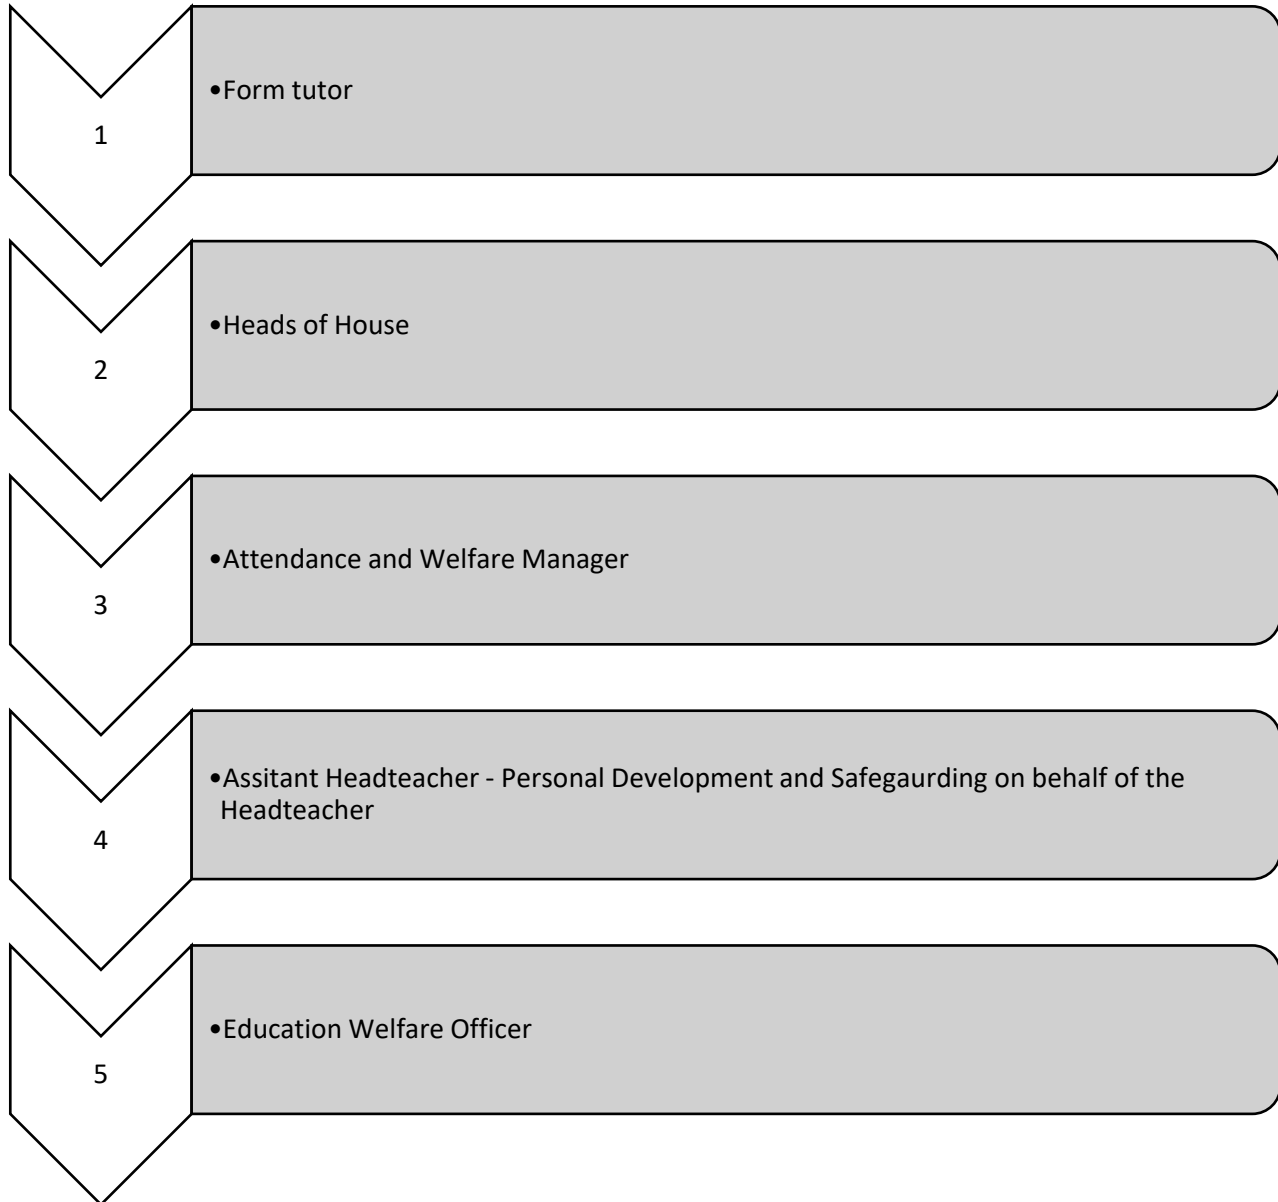 1
•Form tutor
2
•Heads of House
3
•Attendance and Welfare Manager
4
•Assitant Headteacher - Personal Development and Safegaurding on behalf of the
Headteacher
5
•Education Welfare Officer